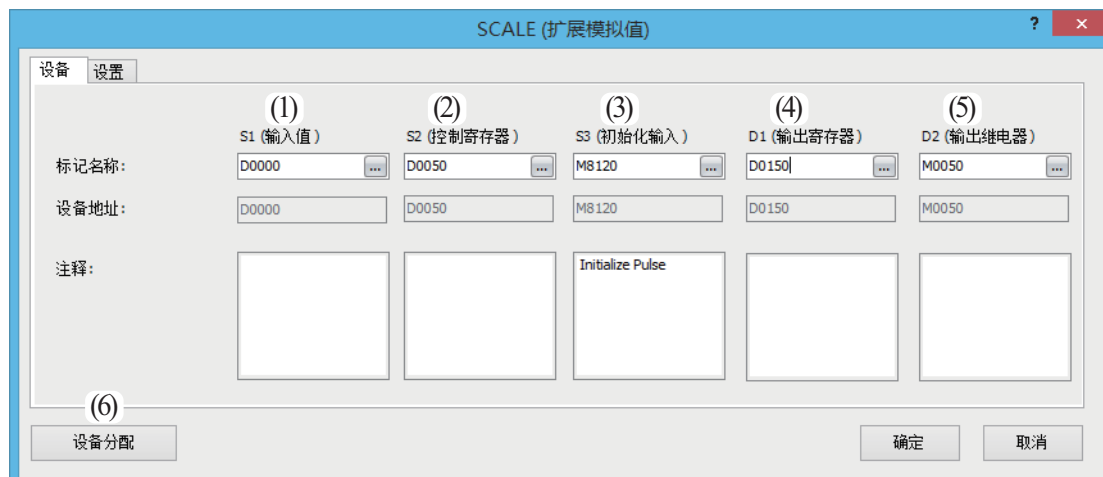 SCALE (扩展模拟值)
? ×
设备 设置
(1) (2) (3) (4) (5)
S1 (输入值) S2 (控制寄存器) S3 (初始化输入) D1 (输出寄存器) D2 (输出继电器)
标记名称: D0000 ... D0050 ... M8120 ... D0150 ... M0050 ...
设备地址: D0000 D0050 M8120 D0150 M0050
注释: Initialize Pulse
(6)
设备分配 确定 取消